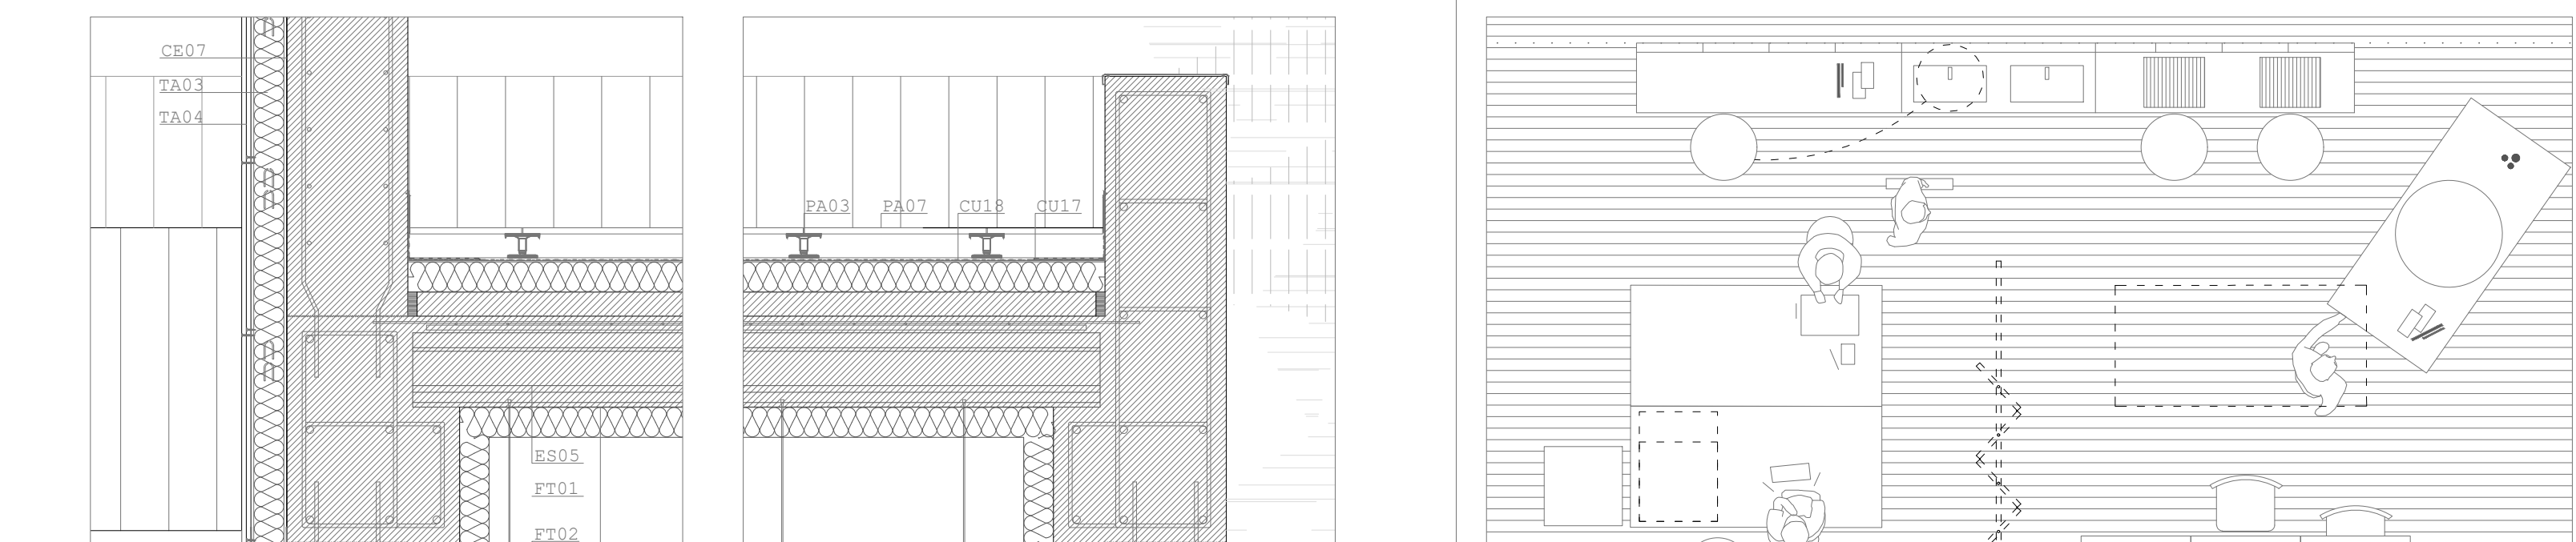 CE07
TA03
TA04
PA03 PA07 CU18 CU17
ES05
FT01
FT02